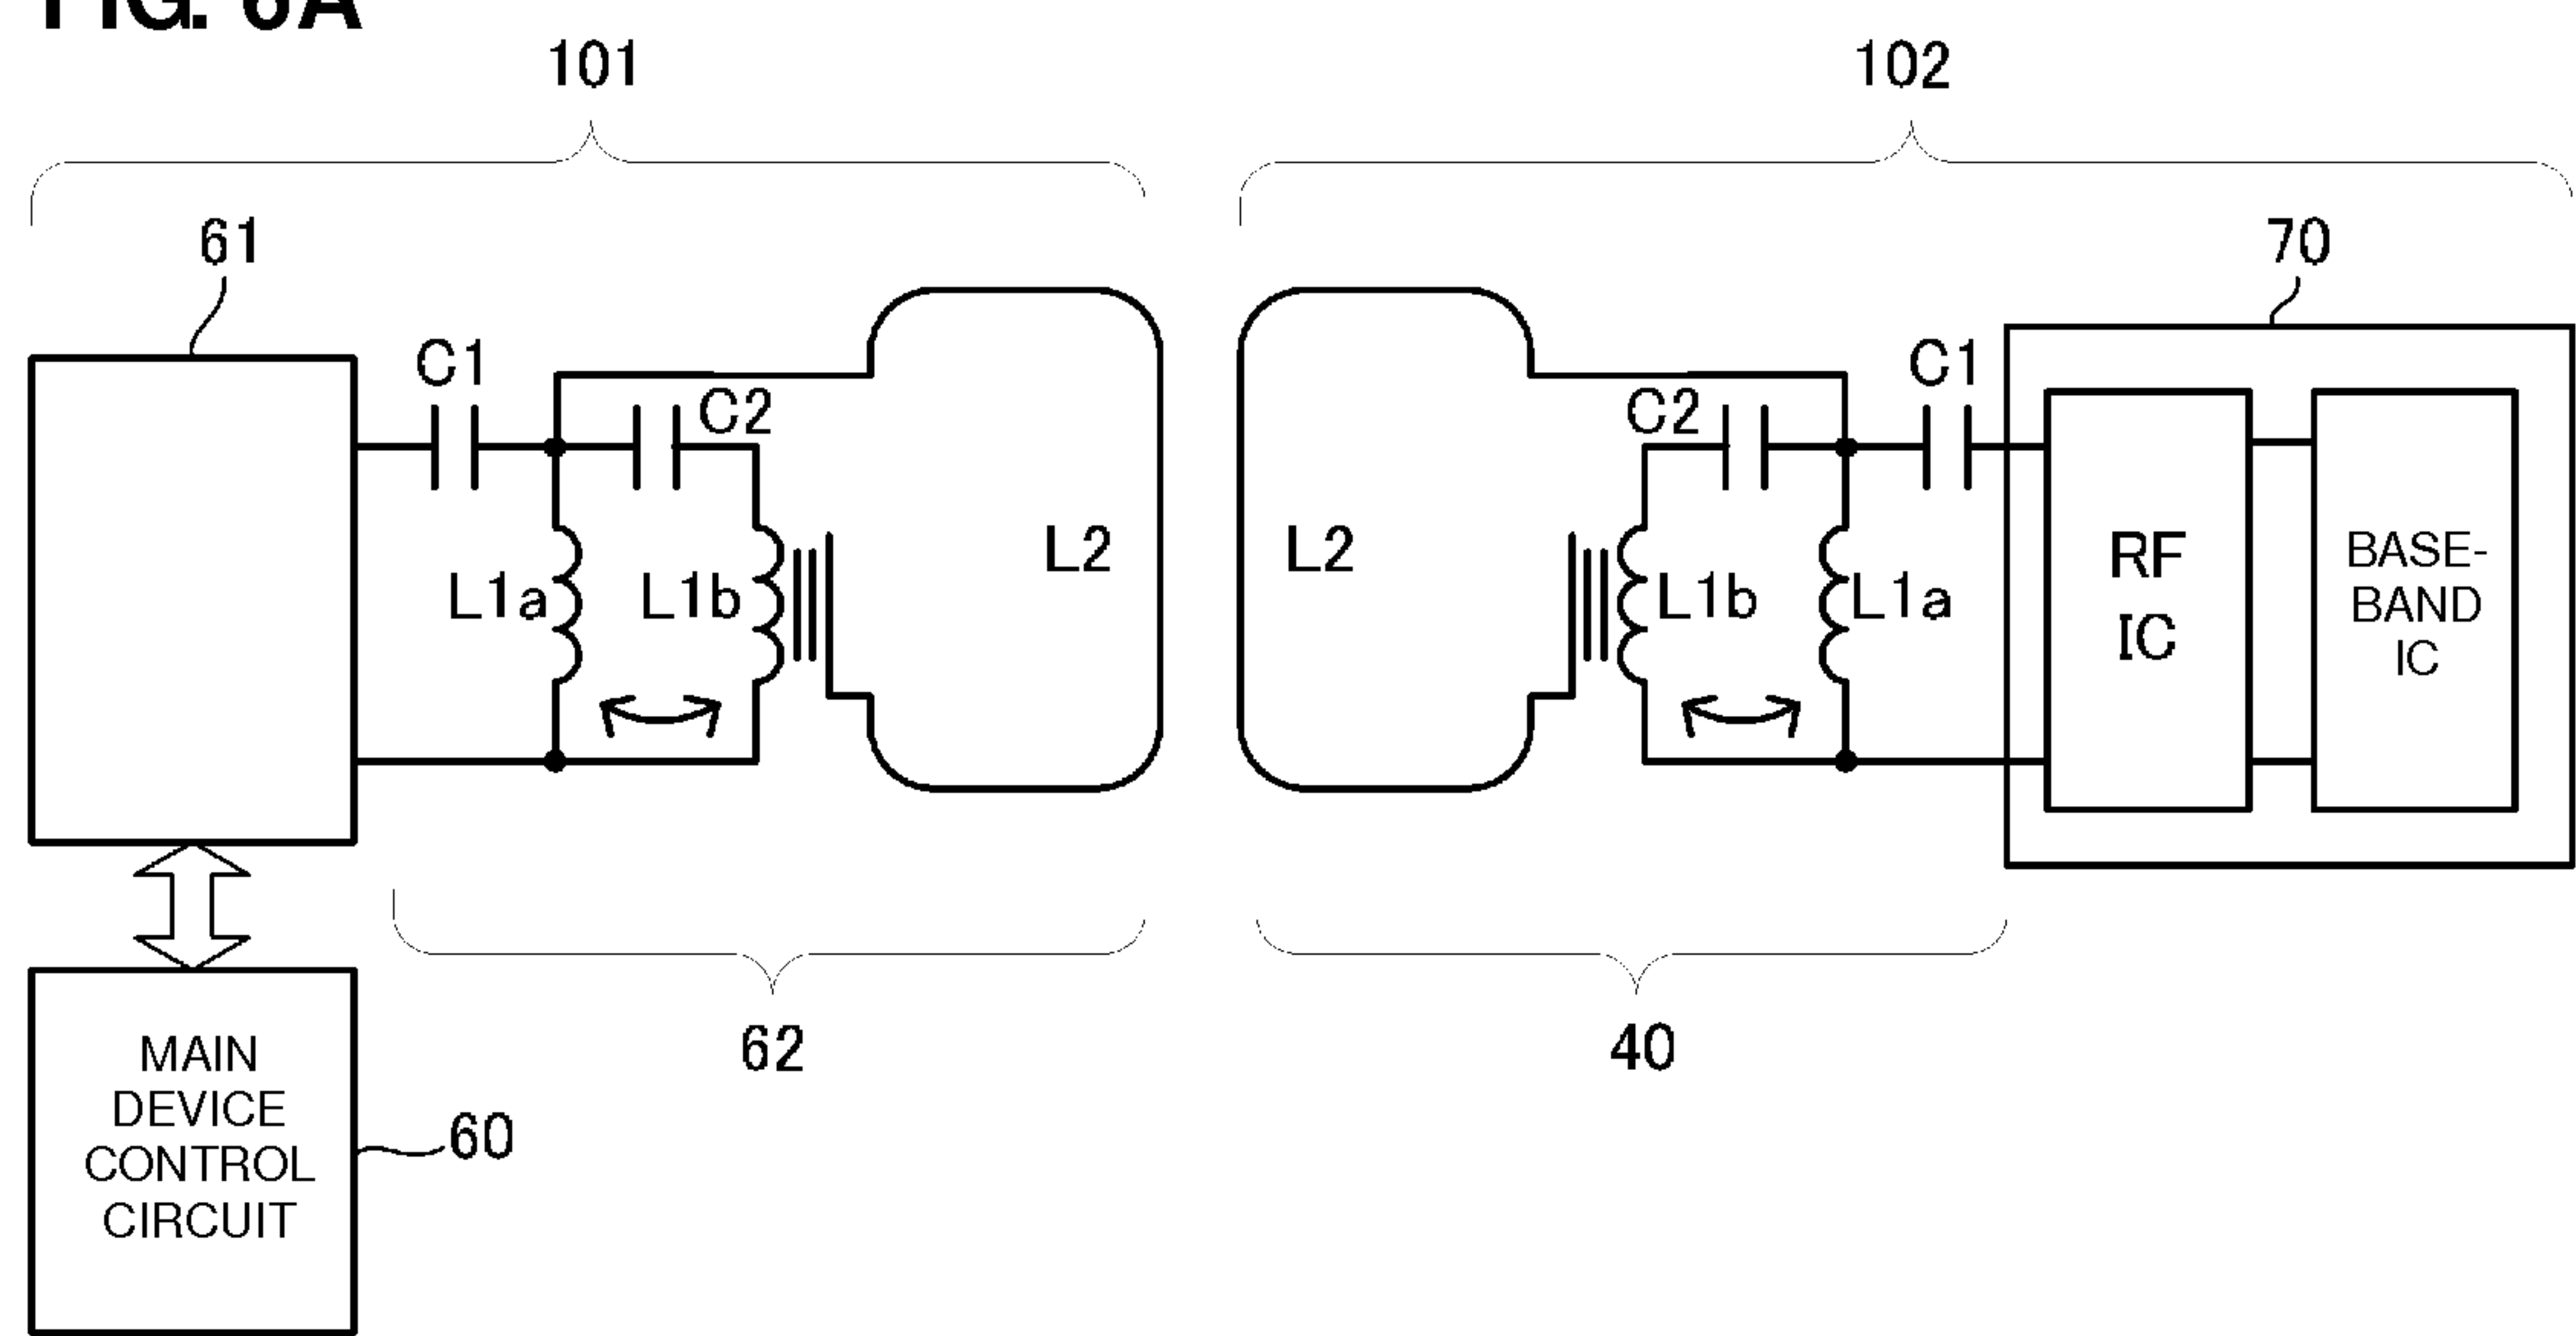 101
102
61
70
C1
C2
C2
C1
L2
L2
L1a
L1b
L1b
L1a
RF
IC
BASE-
BAND
IC
62
40
MAIN
DEVICE
CONTROL
CIRCUIT
60